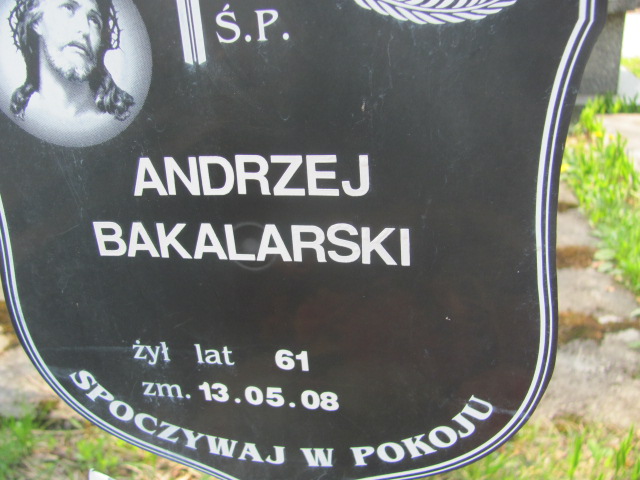 Ś.P.
ANDRZEJ
BAKALARSKI
żył lat 61
zm. 13.05.08
SPOCZYWAJ W POKOJU